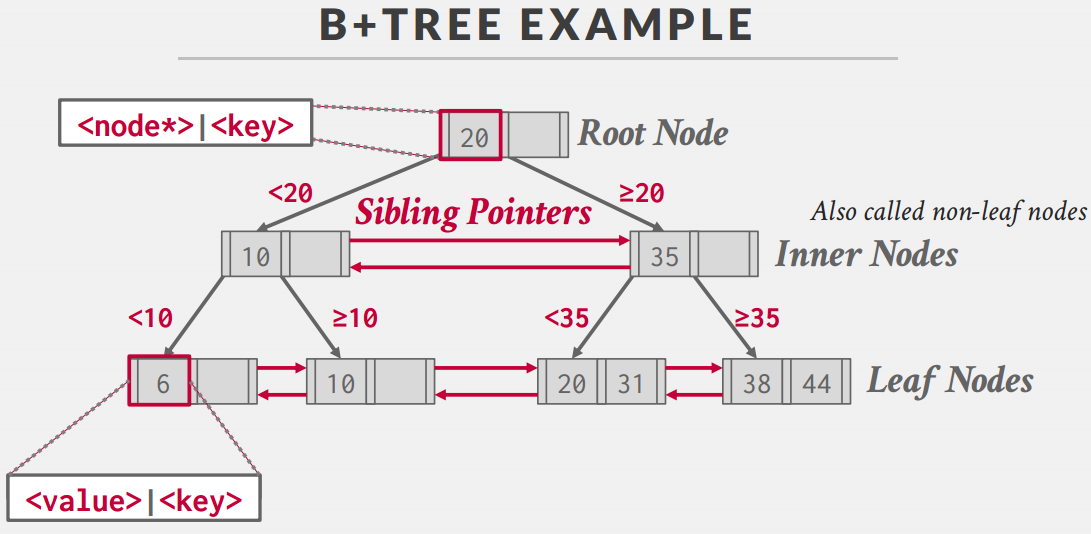 B+TREE EXAMPLE
<node*>|<key>
20
Root Node
<20
Sibling Pointers
≥20
Also called non-leaf nodes
10
35
Inner Nodes
<10
≥10
<35
≥35
6
10
20 31
38 44
Leaf Nodes
<value>|<key>